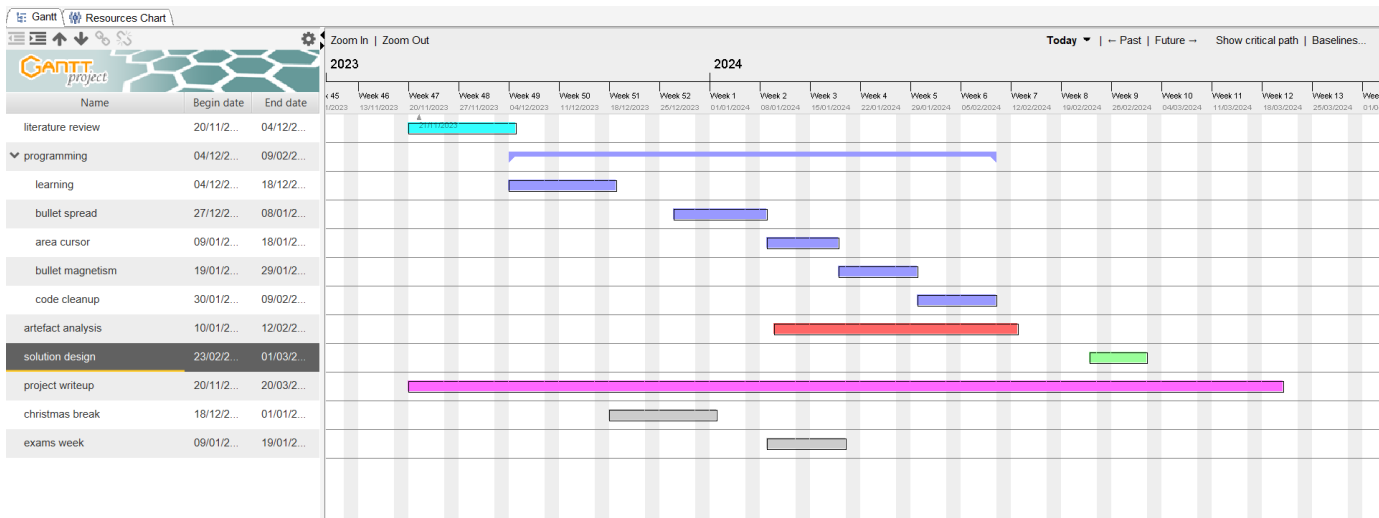 Gantt Resources Chart
Zoom In | Zoom Out Today | ← Past | Future → Show critical path | Baselines...
GANTT project
2023 2024
Name Begin date End date
45 Week 46 Week 47 Week 48 Week 49 Week 50 Week 51 Week 52 Week 1 Week 2 Week 3 Week 4 Week 5 Week 6 Week 7 Week 8 Week 9 Week 10 Week 11 Week 12 Week 13 Wee
1/2023 13/11/2023 20/11/2023 27/11/2023 04/12/2023 11/12/2023 18/12/2023 25/12/2023 01/01/2024 08/01/2024 15/01/2024 22/01/2024 29/01/2024 05/02/2024 12/02/2024 19/02/2024 26/02/2024 04/03/2024 11/03/2024 18/03/2024 25/03/2024 01/0
literature review 20/11/2... 04/12/2... 21/11/2023
programming 04/12/2... 09/02/2...
learning 04/12/2... 18/12/2...
bullet spread 27/12/2... 08/01/2...
area cursor 09/01/2... 18/01/2...
bullet magnetism 19/01/2... 29/01/2...
code cleanup 30/01/2... 09/02/2...
artefact analysis 10/01/2... 12/02/2...
solution design 23/02/2... 01/03/2...
project writeup 20/11/2... 20/03/2...
christmas break 18/12/2... 01/01/2...
exams week 09/01/2... 19/01/2...